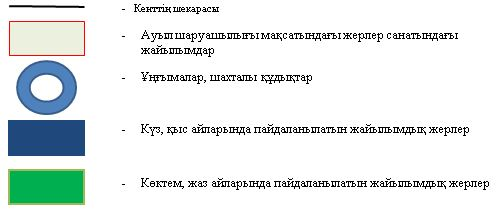 - Кенттің шекарасы
- Ауыл шаруашылығы мақсатындағы жерлер санатындағы
жайылымдар
- Ұңғымалар, шахталы құдықтар
- Күз, қыс айларында пайдаланылатын жайылымдық жерлер
- Көктем, жаз айларында пайдаланылатын жайылымдық жерлер